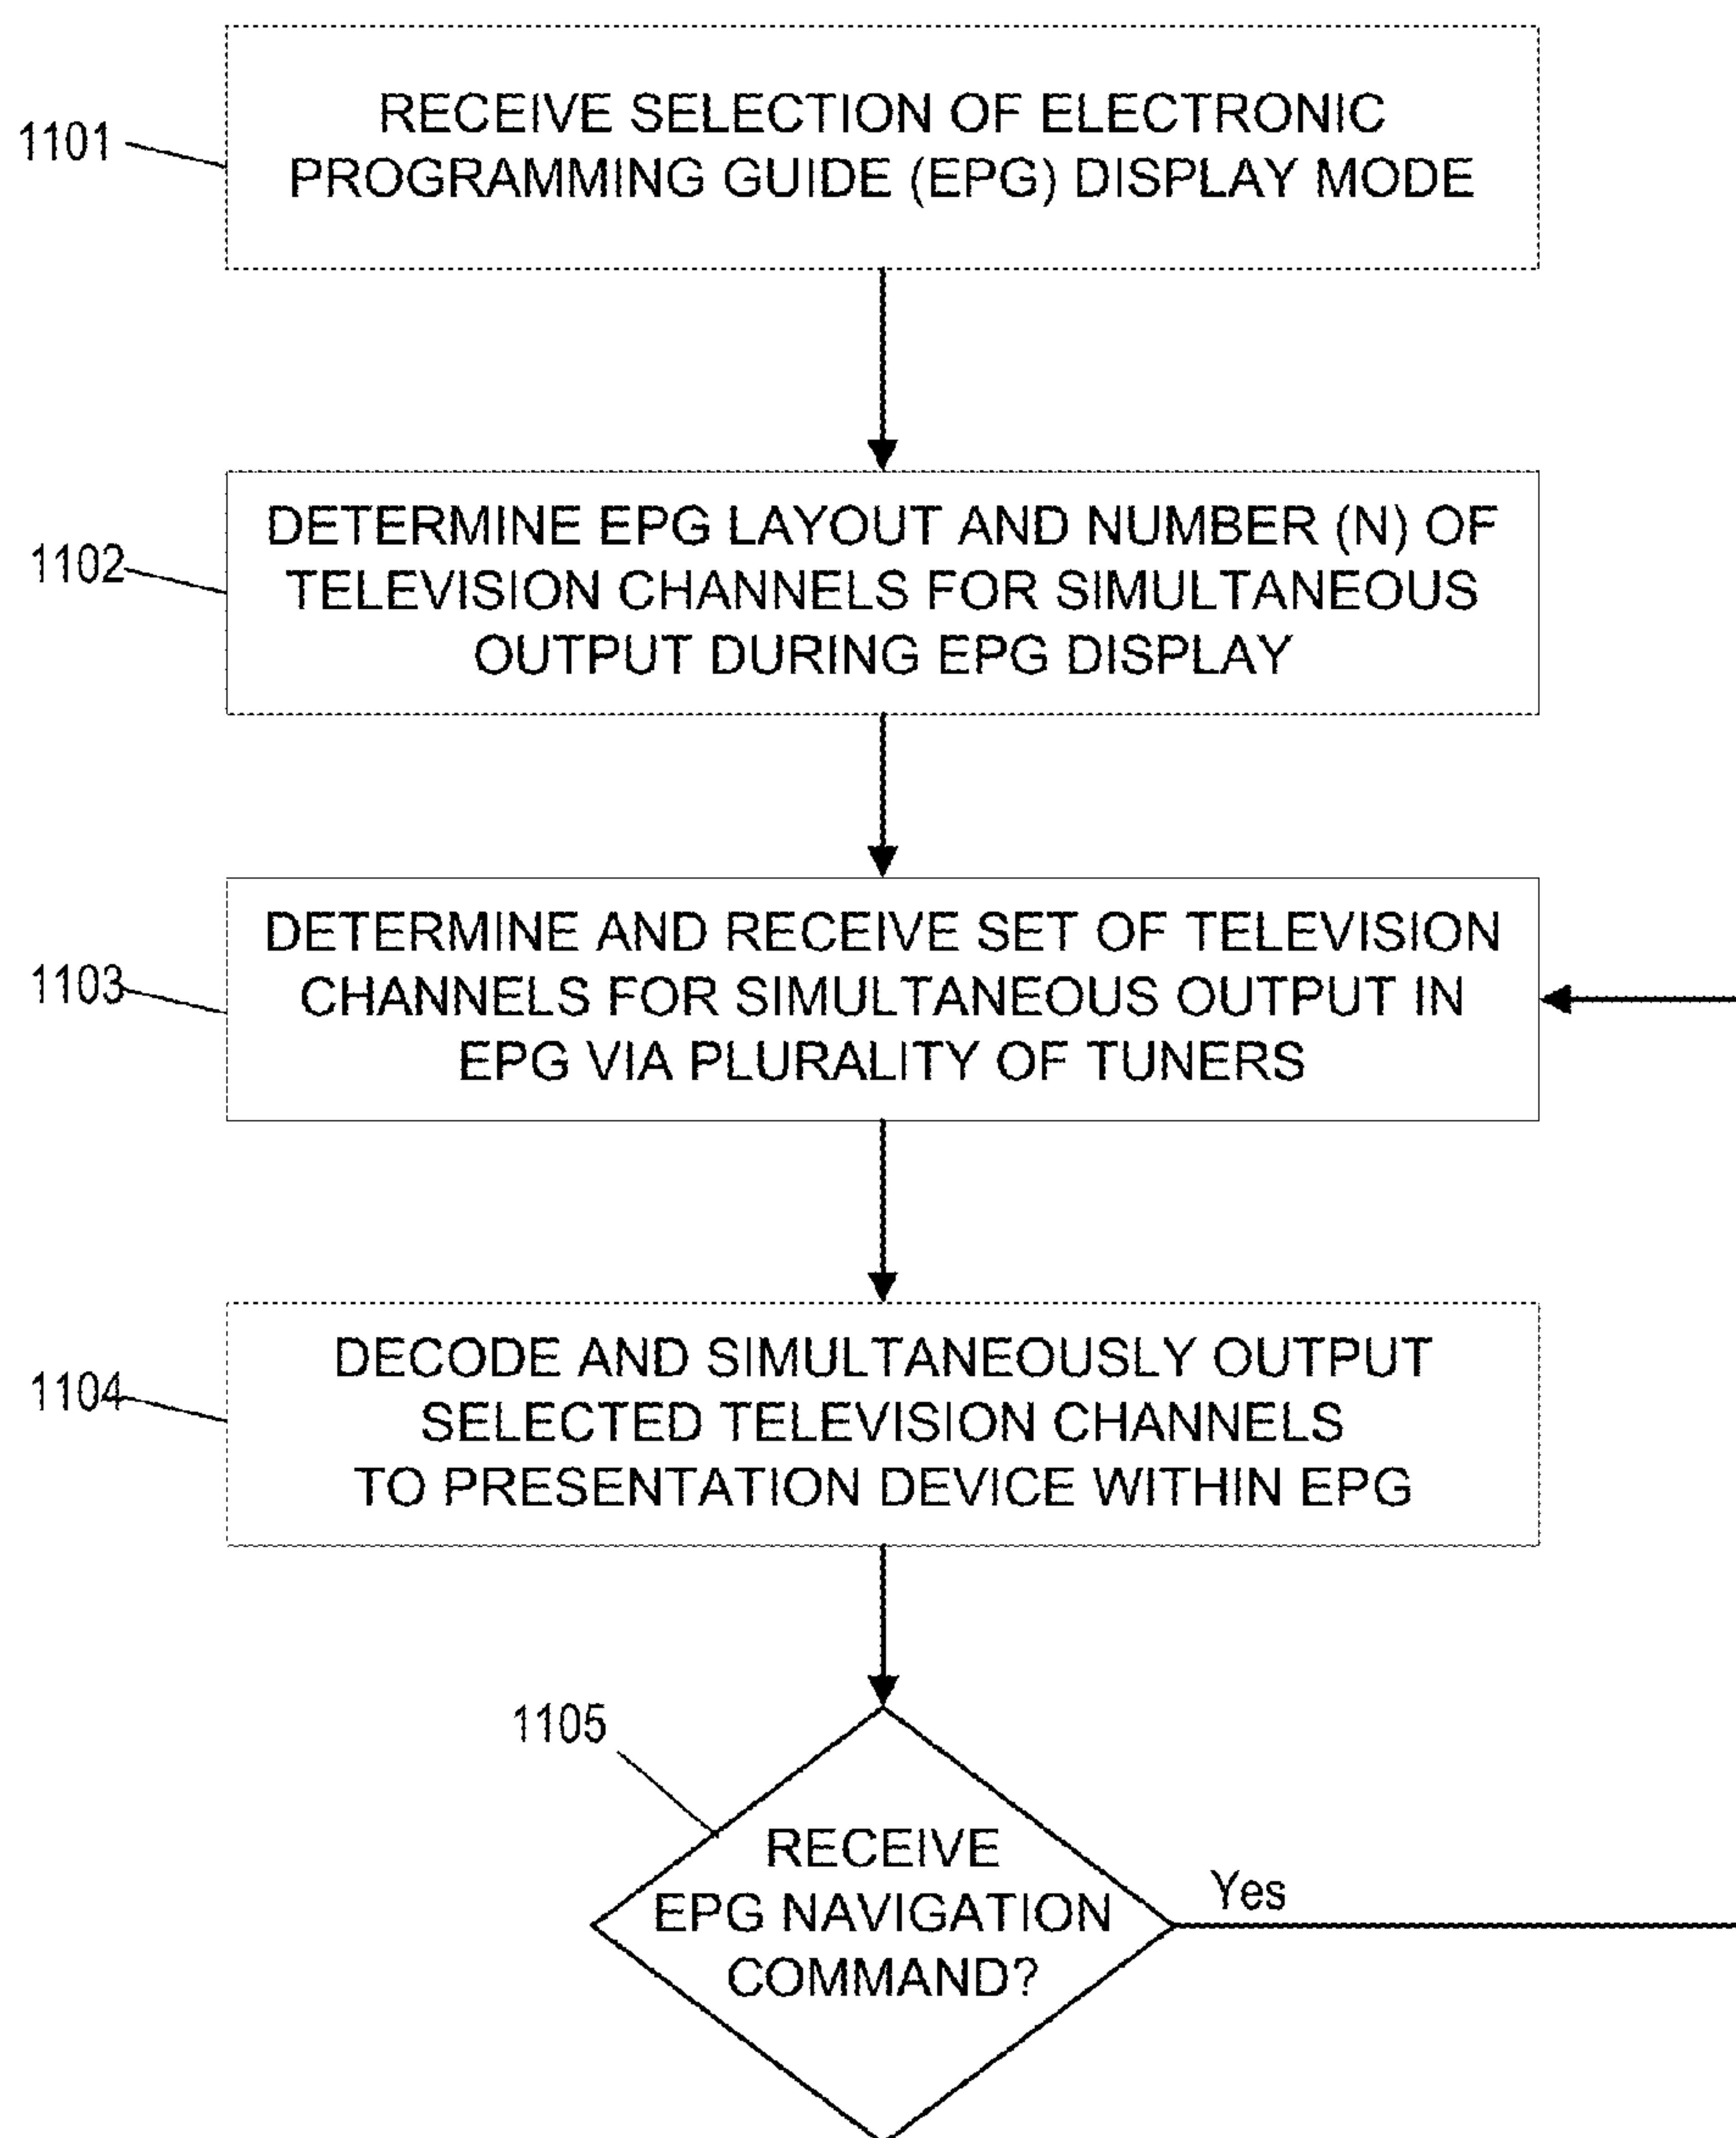 1101
RECEIVE SELECTION OF ELECTRONIC
PROGRAMMING GUIDE (EPG) DISPLAY MODE
1102
DETERMINE EPG LAYOUT AND NUMBER (N) OF
TELEVISION CHANNELS FOR SIMULTANEOUS
OUTPUT DURING EPG DISPLAY
1103
DETERMINE AND RECEIVE SET OF TELEVISION
CHANNELS FOR SIMULTANEOUS OUTPUT IN
EPG VIA PLURALITY OF TUNERS
1104
DECODE AND SIMULTANEOUSLY OUTPUT
SELECTED TELEVISION CHANNELS
TO PRESENTATION DEVICE WITHIN EPG
1105
RECEIVE
EPG NAVIGATION
COMMAND?
Yes